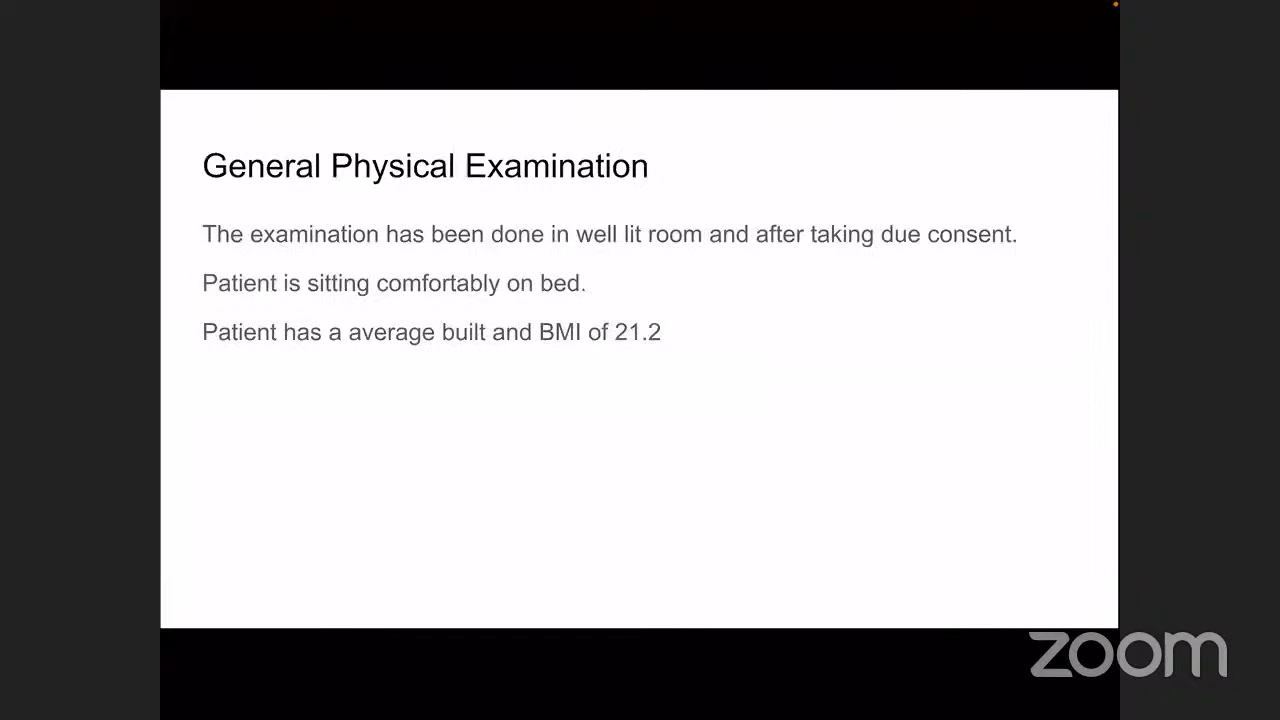 General Physical Examination
The examination has been done in well lit room and after taking due consent.
Patient is sitting comfortably on bed.
Patient has a average built and BMI of 21.2
zoom